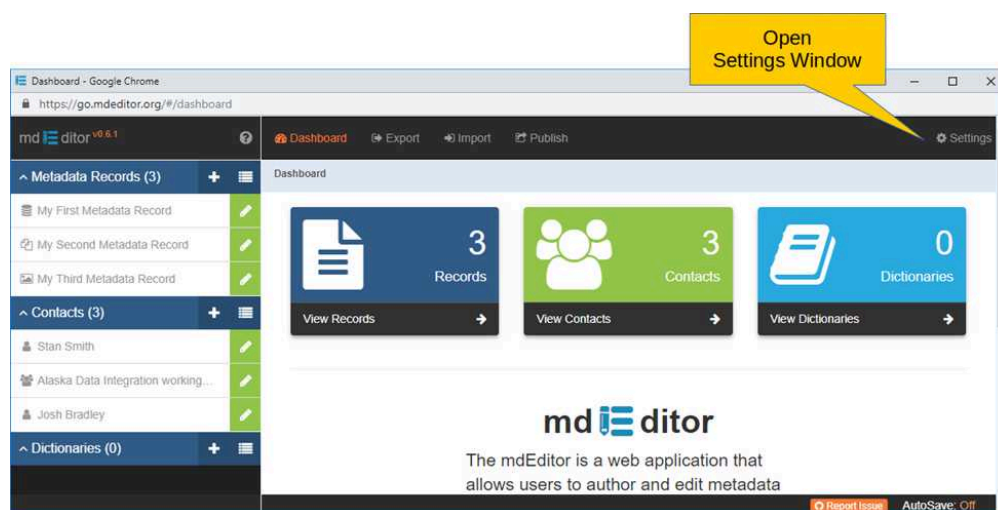 Open
Settings Window
Dashboard - Google Chrome
https://go.mdeditor.org/#/dashboard
md ditor v0.6.1
Dashboard Export Import Publish Settings
Metadata Records (3)
Dashboard
My First Metadata Record
My Second Metadata Record
My Third Metadata Record
Contacts (3)
Stan Smith
Alaska Data Integration working...
Josh Bradley
Dictionaries (0)
3
Records
View Records
3
Contacts
View Contacts
0
Dictionaries
View Dictionaries
md Editor
The mdEditor is a web application that
allows users to author and edit metadata
Report Issue AutoSave: Off